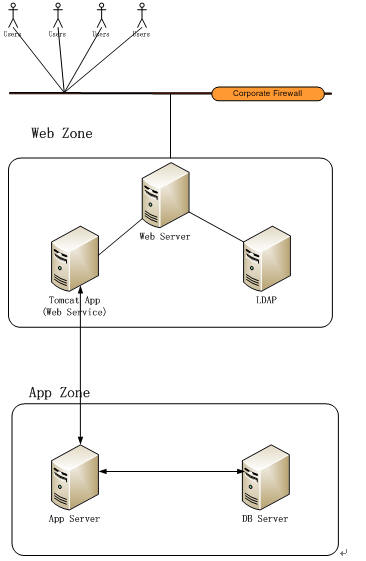 Users Users Users Users
Corporate Firewall
Web Zone
Web Server
Tomcat App
(Web Service)
LDAP
App Zone
App Server
DB Server